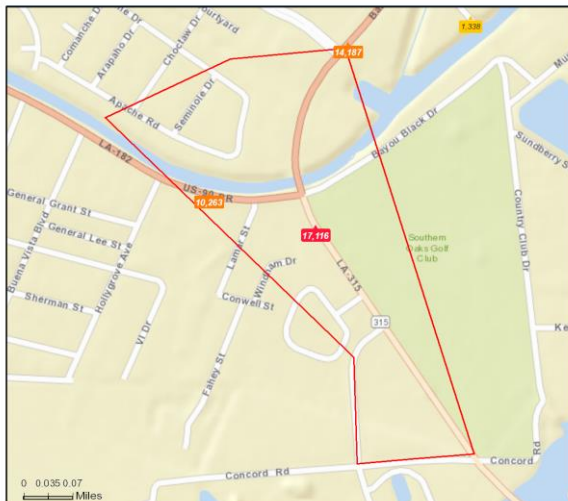 Courtyard
Choctaw Dr
Comanche Dr
Arapaho Dr
Seminole Dr
Apache Rd
14,187
Ba
1,338
Mu
Sundberry S
Bayou Black Dr
Country Club Dr
LA-182
US-90 BR
10,263
17,116
LA-315
Southern
Oaks Golf
Club
General Grant St
General Lee St
Buena Vista Blvd
Hollygrove Ave
Sherman St
Vi Dr
Lamar St
Windham Dr
Conwell St
Fahey St
315
Ke
Concord Rd
Concord
Rd
0 0.035 0.07
Miles